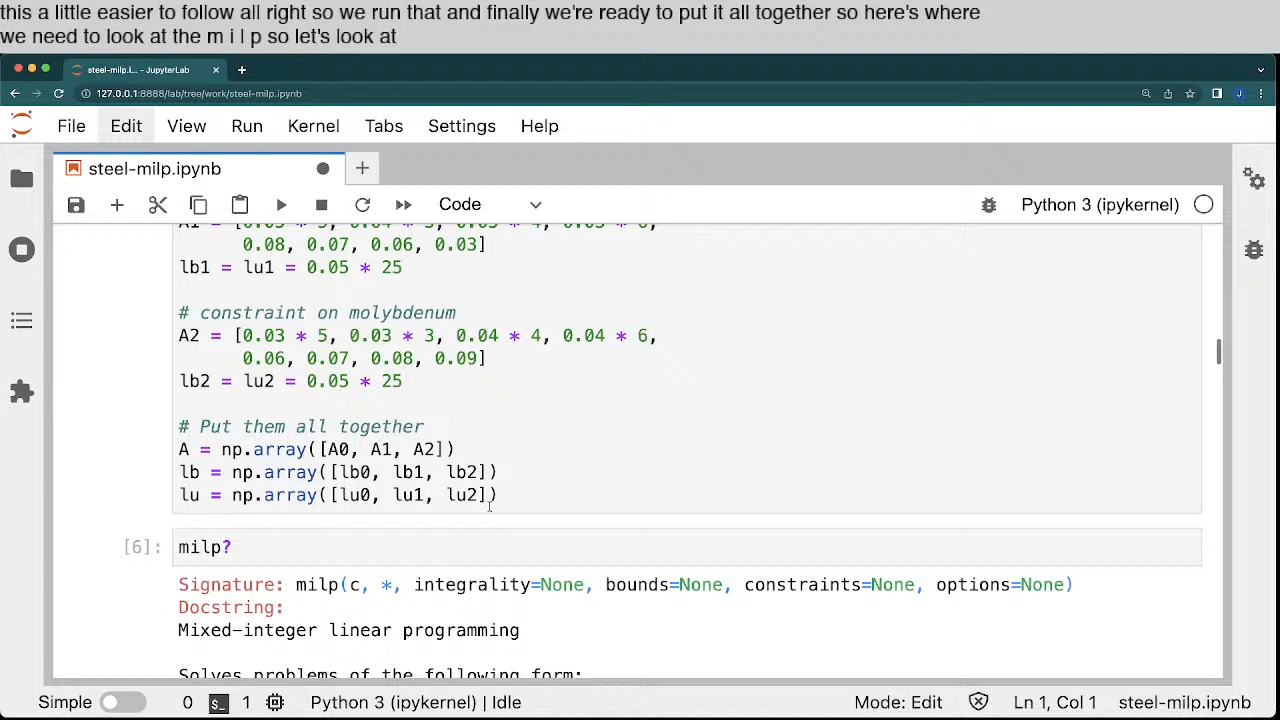 this a little easier to follow all right so we run that and finally we're ready to put it all together so here's where
we need to look at the m i l p so let's look at
steel-milp.i... - JupyterLab
127.0.0.1:8888/lab/tree/work/steel-milp.ipynb
J
File Edit View Run Kernel Tabs Settings Help
steel-milp.ipynb
Code
Python 3 (ipykernel)
0.08, 0.07, 0.06, 0.03]
lb1 = lu1 = 0.05 * 25
# constraint on molybdenum
A2 = [0.03 * 5, 0.03 * 3, 0.04 * 4, 0.04 * 6,
0.06, 0.07, 0.08, 0.09]
lb2 = lu2 = 0.05 * 25
# Put them all together
A = np.array([A0, A1, A2])
lb = np.array([lb0, lb1, lb2])
lu = np.array([lu0, lu1, lu2])
[6]: milp?
Signature: milp(c, *, integrality=None, bounds=None, constraints=None, options=None)
Docstring:
Mixed-integer linear programming
Solves problems of the following form:
Simple 0 $_ 1 Python 3 (ipykernel) | Idle Mode: Edit Ln 1, Col 1 steel-milp.ipynb